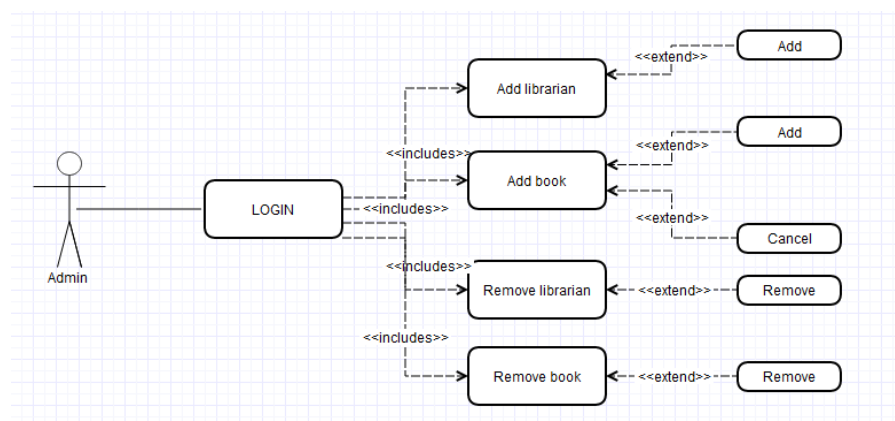 Add
<<extend>>
Add librarian
Add
<<extend>>
<<includes>>
Add book
LOGIN
<<includes>>
<<extend>>
Cancel
Admin
<<includes>>
Remove librarian
<<extend>>
Remove
<<includes>>
Remove book
<<extend>>
Remove